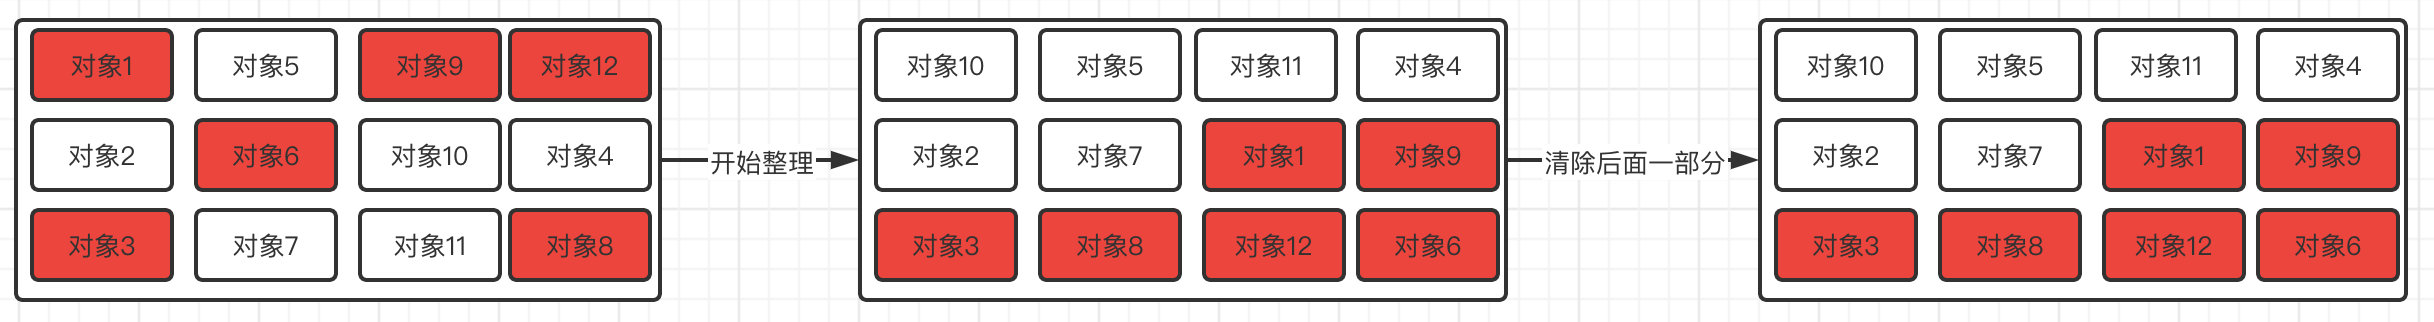 对象1 对象5 对象9 对象12
对象2 对象6 对象10 对象4
对象3 对象7 对象11 对象8
开始整理
对象10 对象5 对象11 对象4
对象2 对象7 对象1 对象9
对象3 对象8 对象12 对象6
清除后面一部分
对象10 对象5 对象11 对象4
对象2 对象7 对象1 对象9
对象3 对象8 对象12 对象6